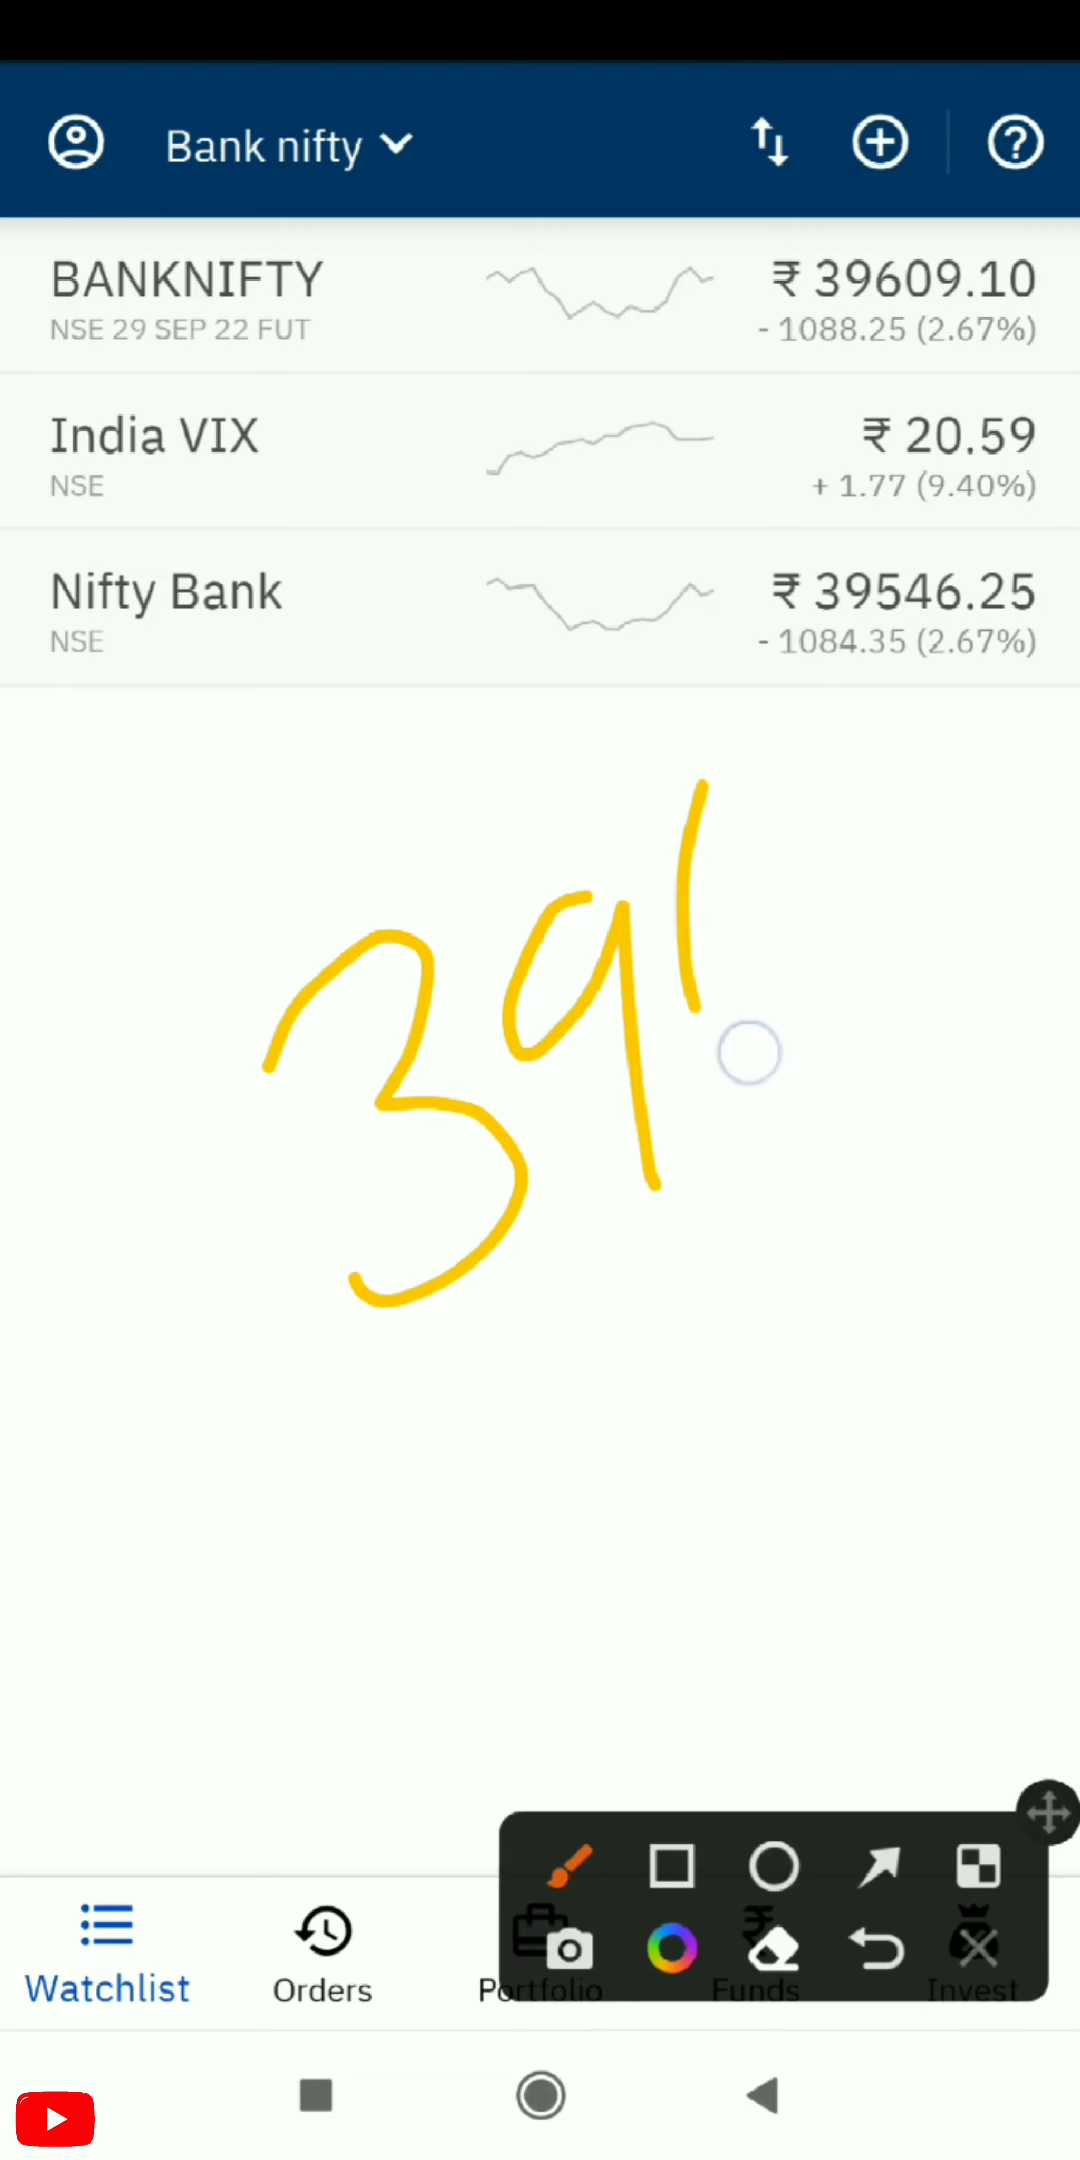 Bank nifty
BANKNIFTY
₹ 39609.10
NSE 29 SEP 22 FUT
- 1088.25 (2.67%)
India VIX
₹ 20.59
NSE
+ 1.77 (9.40%)
Nifty Bank
₹ 39546.25
NSE
- 1084.35 (2.67%)
39
Watchlist
Orders
Portfolio
Funds
Invest